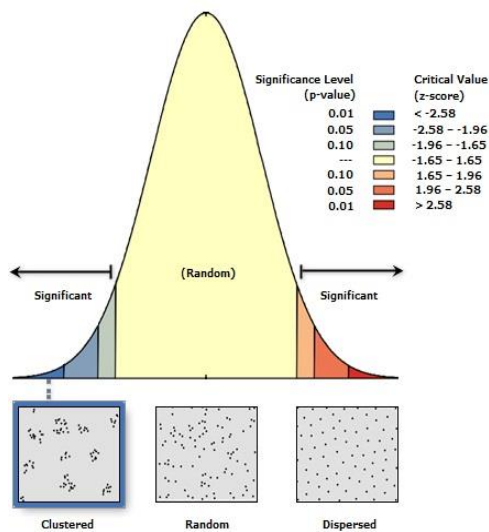 Significance Level Critical Value
(p-value) (z-score)
0.01 < -2.58
0.05 -2.58 – -1.96
0.10 -1.96 – -1.65
--- -1.65 – 1.65
0.10 1.65 – 1.96
0.05 1.96 – 2.58
0.01 > 2.58
(Random)
Significant Significant
Clustered Random Dispersed